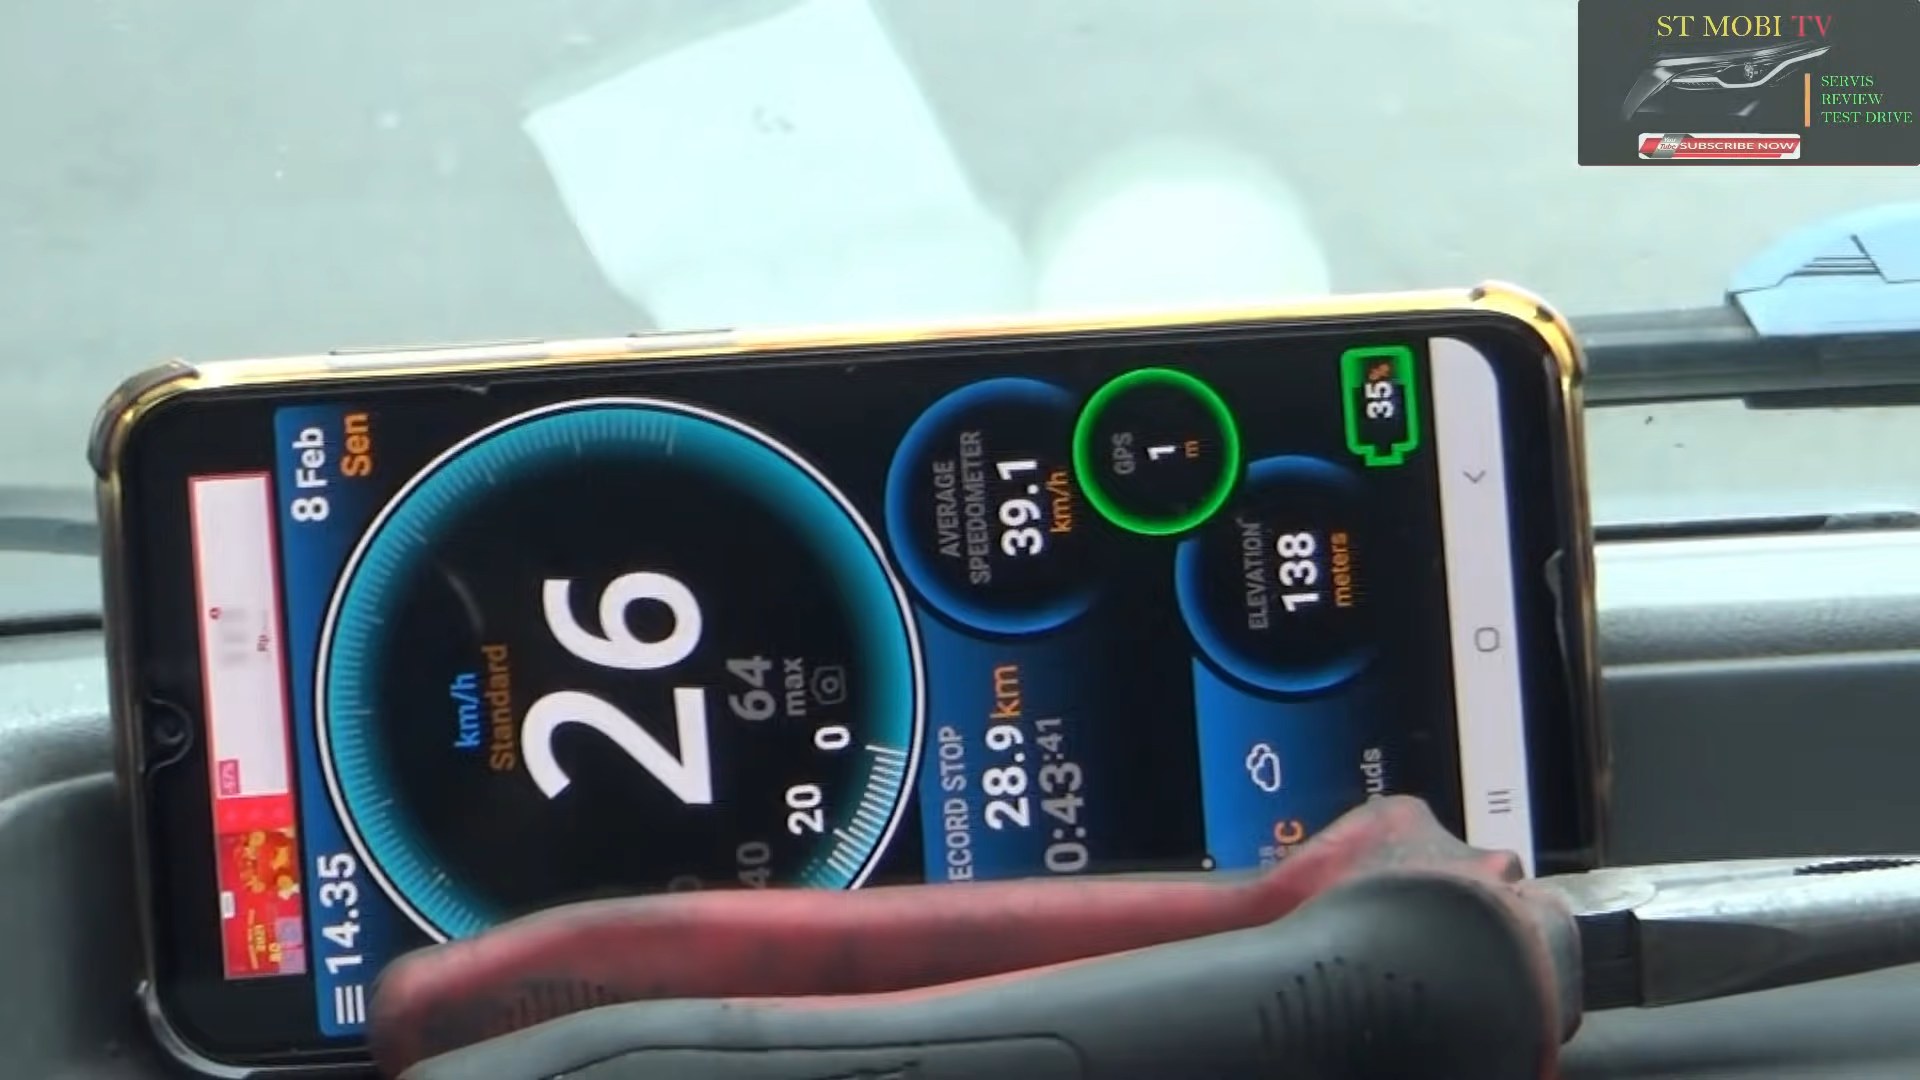 ST MOBI TV
SERVIS
REVIEW
TEST DRIVE
SUBSCRIBE NOW
14.35
8 Feb
Sen
km/h
Standard
26
64
max
40
20
0
AVERAGE
SPEEDOMETER
39.1
km/h
GPS
1
m
RECORD STOP
28.9 km
0:43:41
ELEVATION
138
meters
35%
°C